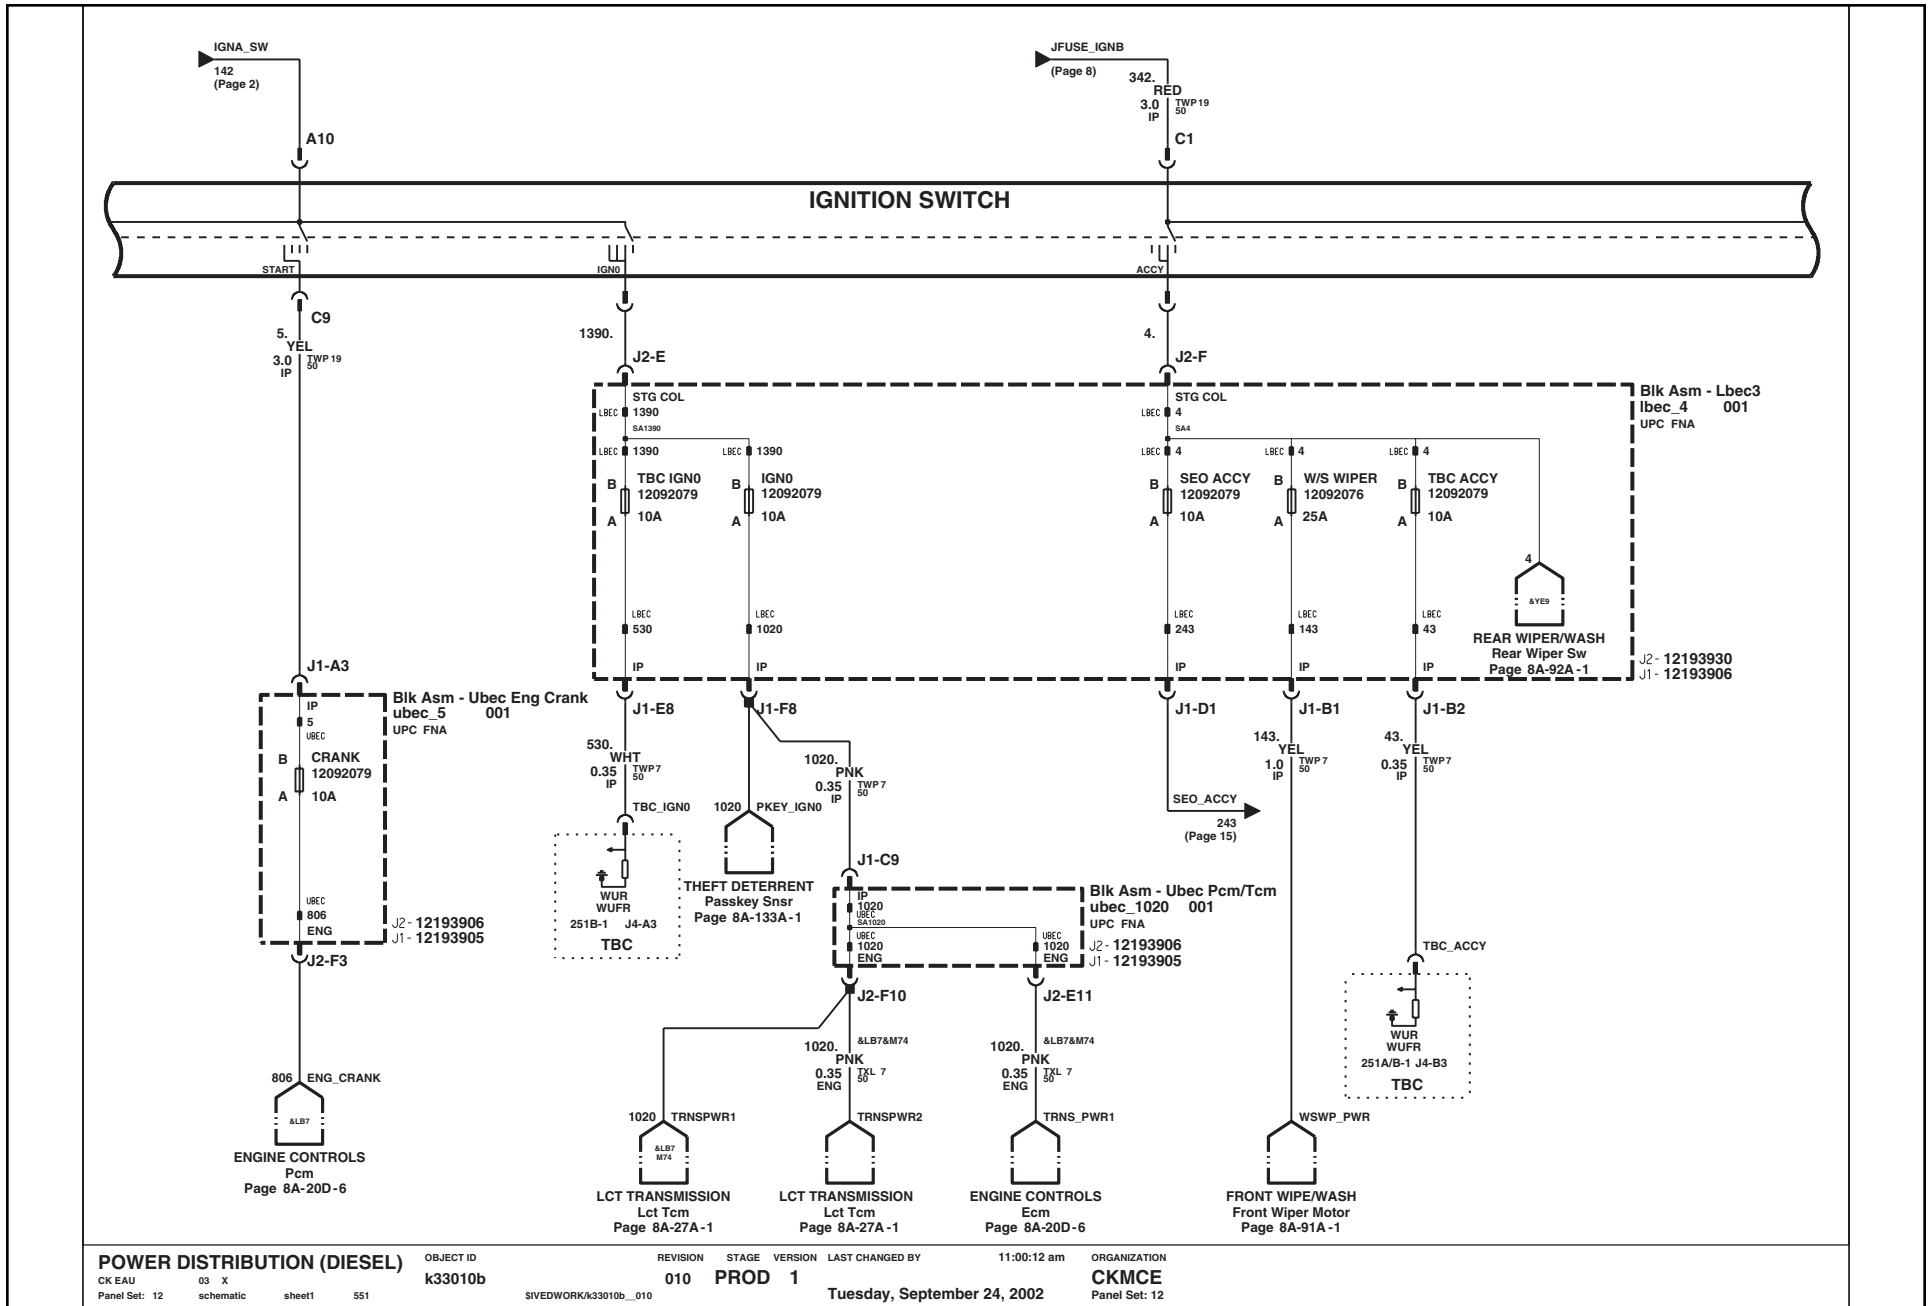 IGNA_SW
142
(Page 2)
JFUSE_IGNB
(Page 8)
342.
RED
3.0
TWP 19
50
IP
A10
C1
IGNITION SWITCH
START
IGN0
ACCY
C9
5.
YEL
3.0
TWP 19
50
IP
1390.
4.
J2-E
J2-F
STG COL
LBEC 1390
SA1390
LBEC 1390
LBEC 1390
B
TBC IGN0
12092079
A
10A
B
IGN0
12092079
A
10A
STG COL
LBEC 4
SA4
LBEC 4
LBEC 4
LBEC 4
B
SEO ACCY
12092079
A
10A
B
W/S WIPER
12092076
A
25A
B
TBC ACCY
12092079
A
10A
Blk Asm - Lbec3
lbec_4 001
UPC FNA
4
&YE9
REAR WIPER/WASH
Rear Wiper Sw
Page 8A-92A-1
LBEC
530
IP
LBEC
1020
IP
LBEC
243
IP
LBEC
143
IP
LBEC
43
IP
J2- 12193930
J1- 12193906
J1-A3
J1-E8
J1-F8
J1-D1
J1-B1
J1-B2
IP
5
UBEC
B
CRANK
12092079
A
10A
UBEC
806
ENG
Blk Asm - Ubec Eng Crank
ubec_5 001
UPC FNA
J2- 12193906
J1- 12193905
J2-F3
530.
WHT
0.35
TWP 7
50
IP
TBC_IGN0
WUR
WUFR
251B-1 J4-A3
TBC
1020 PKEY_IGN0
THEFT DETERRENT
Passkey Snsr
Page 8A-133A-1
1020.
PNK
0.35
TWP 7
50
IP
J1-C9
SEO_ACCY
243
(Page 15)
143.
YEL
1.0
TWP 7
50
IP
43.
YEL
0.35
TWP 7
50
IP
IP
1020
UBEC
SA1020
UBEC
1020
ENG
UBEC
1020
ENG
Blk Asm - Ubec Pcm/Tcm
ubec_1020 001
UPC FNA
J2- 12193906
J1- 12193905
J2-F10
J2-E11
TBC_ACCY
WUR
WUFR
251A/B-1 J4-B3
TBC
1020.
&LB7&M74
PNK
0.35
TXL 7
50
ENG
1020.
&LB7&M74
PNK
0.35
TXL 7
50
ENG
806 ENG_CRANK
&LB7
ENGINE CONTROLS
Pcm
Page 8A-20D-6
1020 TRNSPWR1
&LB7
M74
LCT TRANSMISSION
Lct Tcm
Page 8A-27A-1
TRNSPWR2
LCT TRANSMISSION
Lct Tcm
Page 8A-27A-1
TRNS_PWR1
ENGINE CONTROLS
Ecm
Page 8A-20D-6
WSWP_PWR
FRONT WIPE/WASH
Front Wiper Motor
Page 8A-91A-1
POWER DISTRIBUTION (DIESEL)
CK EAU 03 X
Panel Set: 12 schematic sheet1 551
OBJECT ID
k33010b
$IVEDWORK/k33010b__010
REVISION STAGE VERSION LAST CHANGED BY 11:00:12 am
010 PROD 1
Tuesday, September 24, 2002
ORGANIZATION
CKMCE
Panel Set: 12